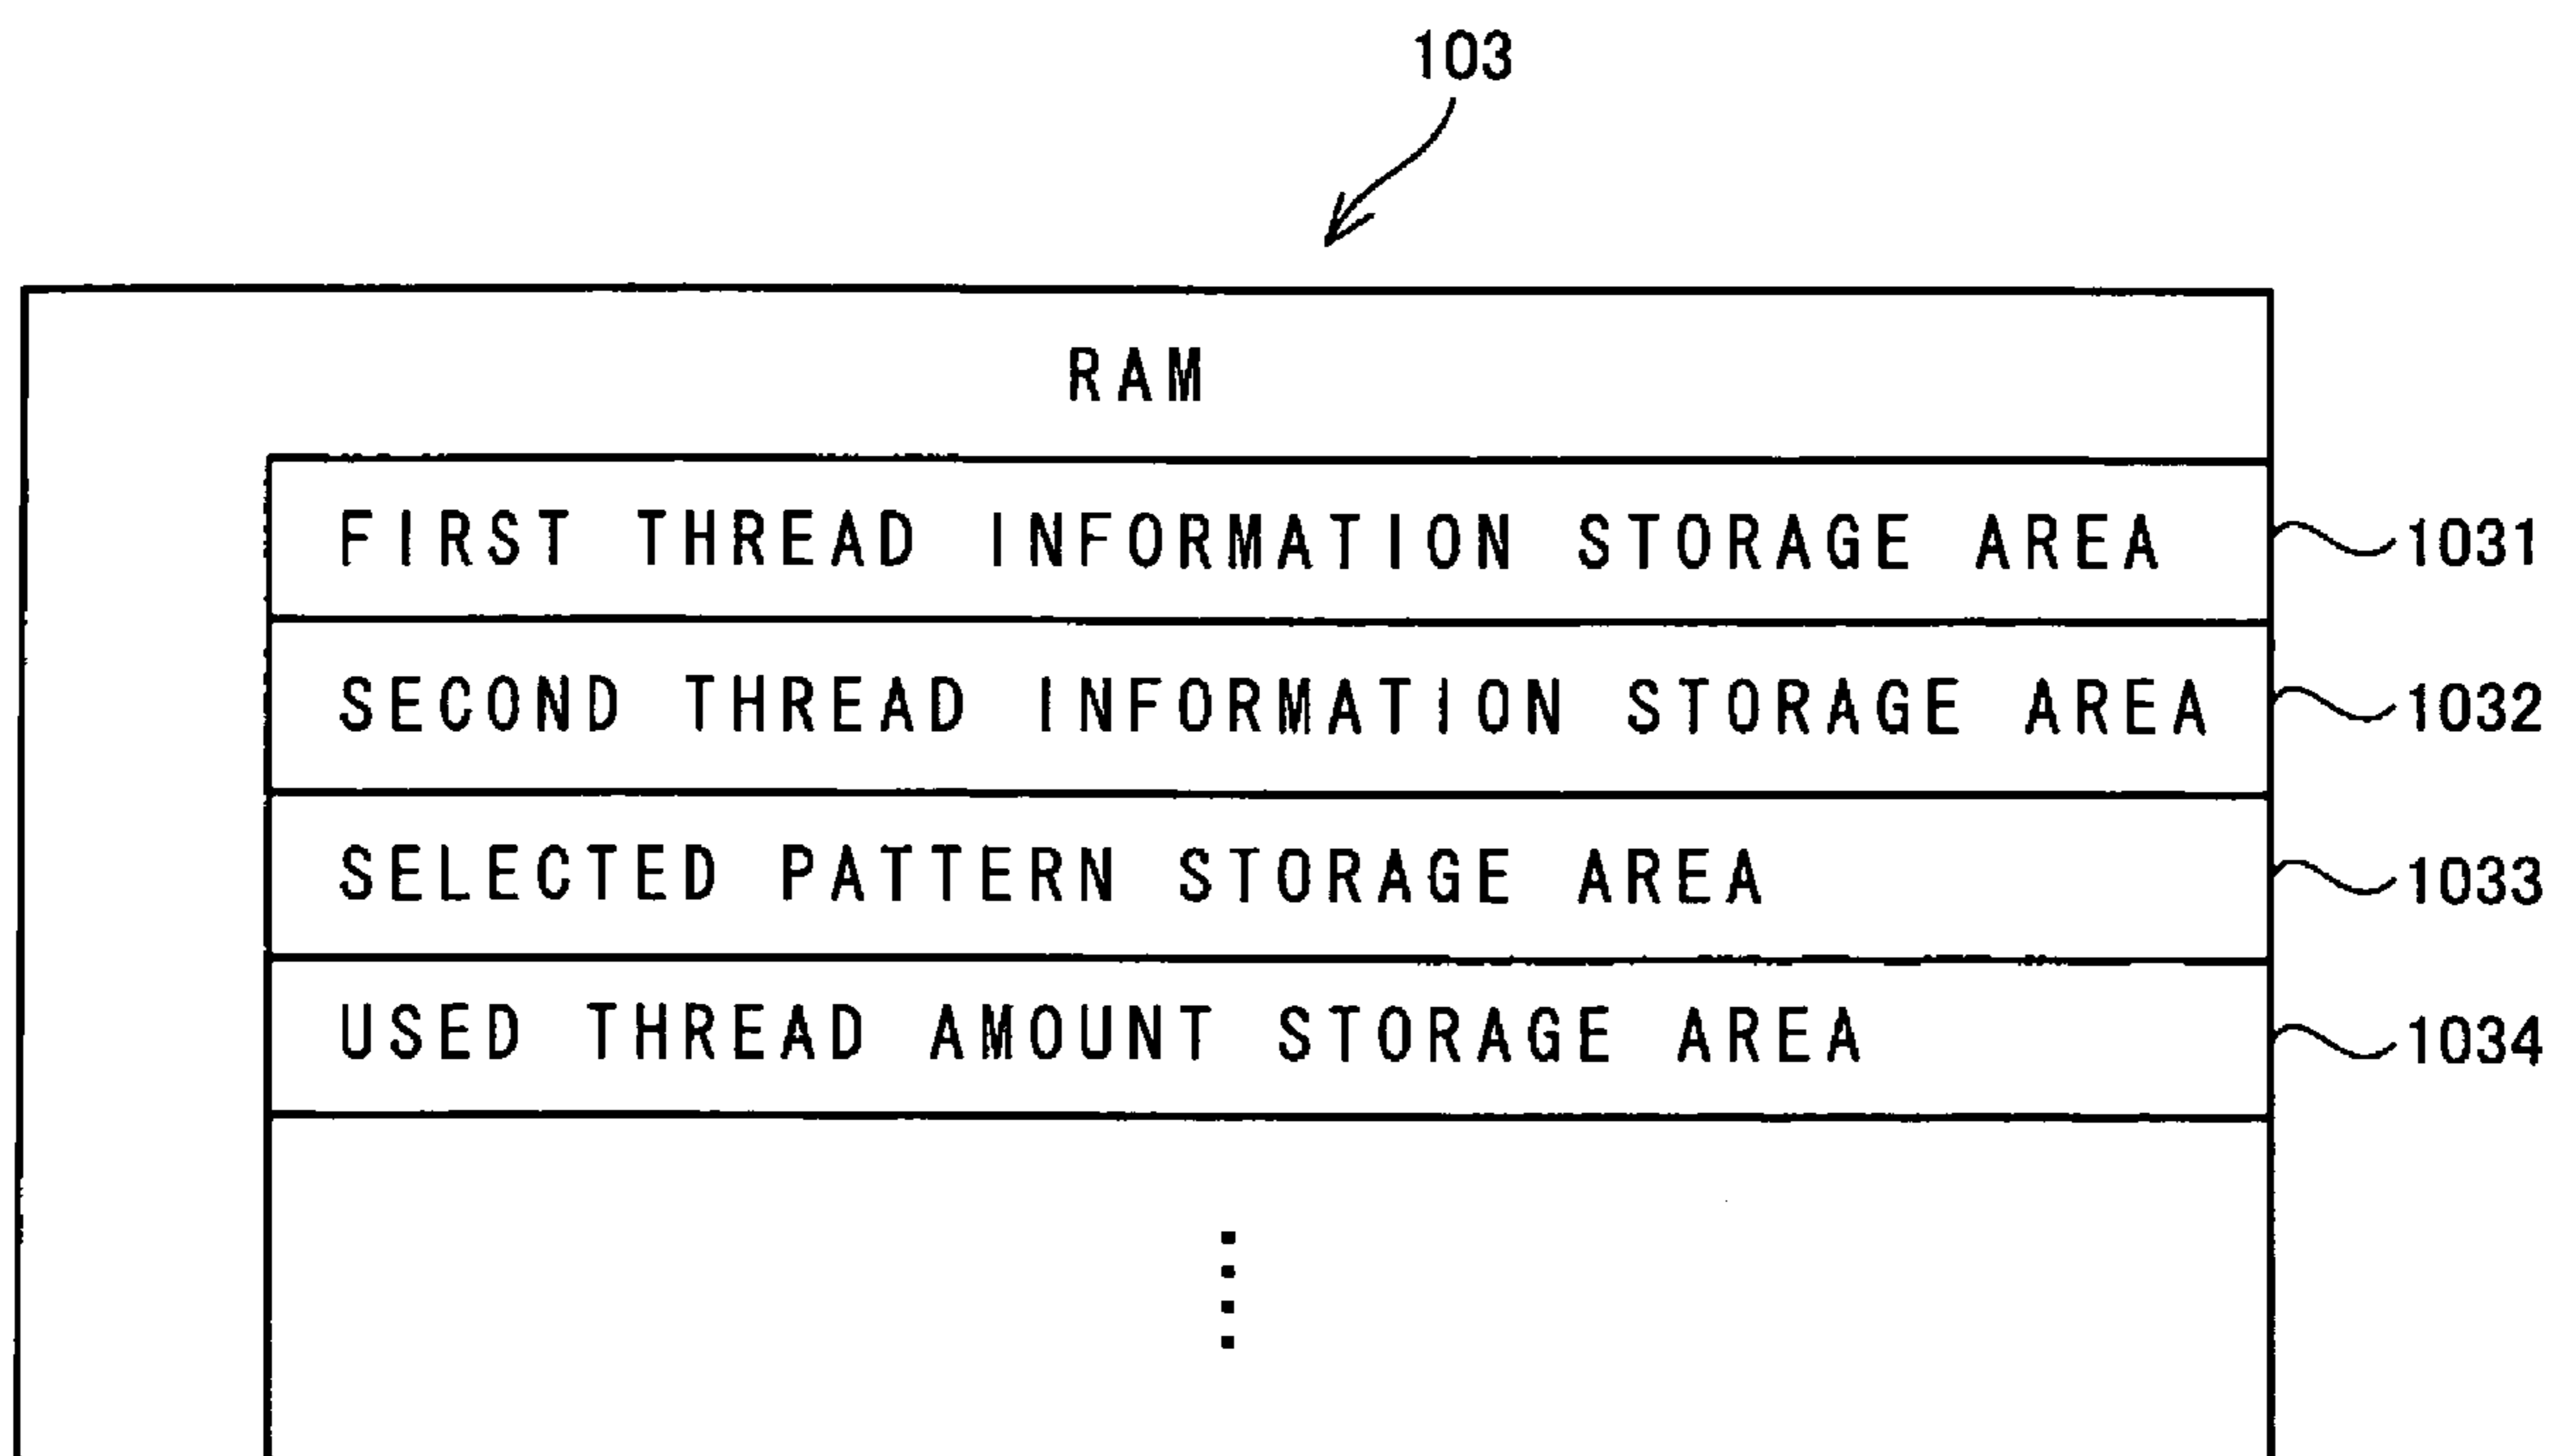 103
RAM
FIRST THREAD INFORMATION STORAGE AREA 1031
SECOND THREAD INFORMATION STORAGE AREA 1032
SELECTED PATTERN STORAGE AREA 1033
USED THREAD AMOUNT STORAGE AREA 1034